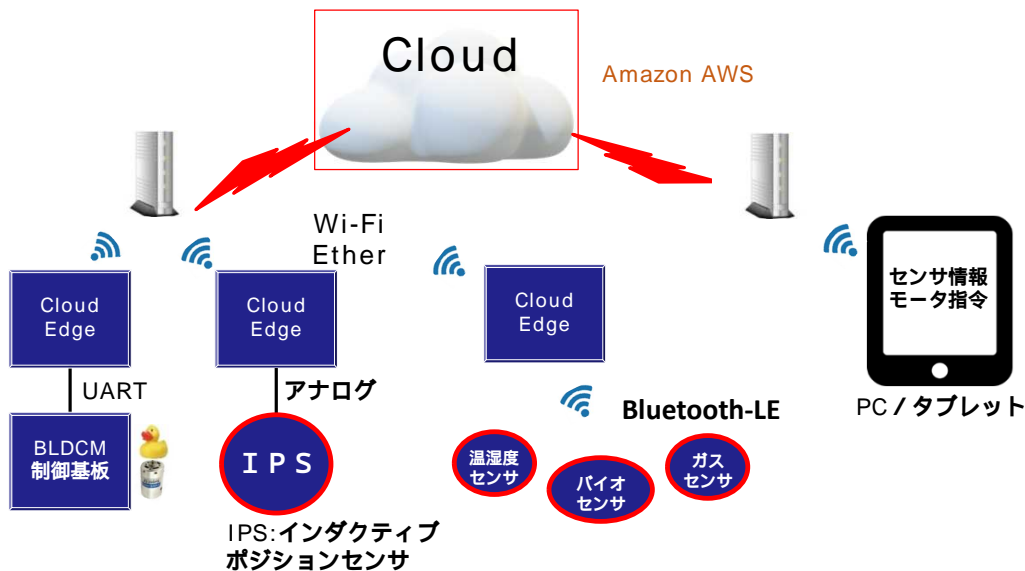 Cloud
Amazon AWS
Wi-Fi
Ether
Cloud
Edge
Cloud
Edge
Cloud
Edge
センサ情報
モータ指令
UART
アナログ
Bluetooth-LE
PC / タブレット
BLDCM
制御基板
IPS
温湿度
センサ
バイオ
センサ
ガス
センサ
IPS:インダクティブ
ポジションセンサ